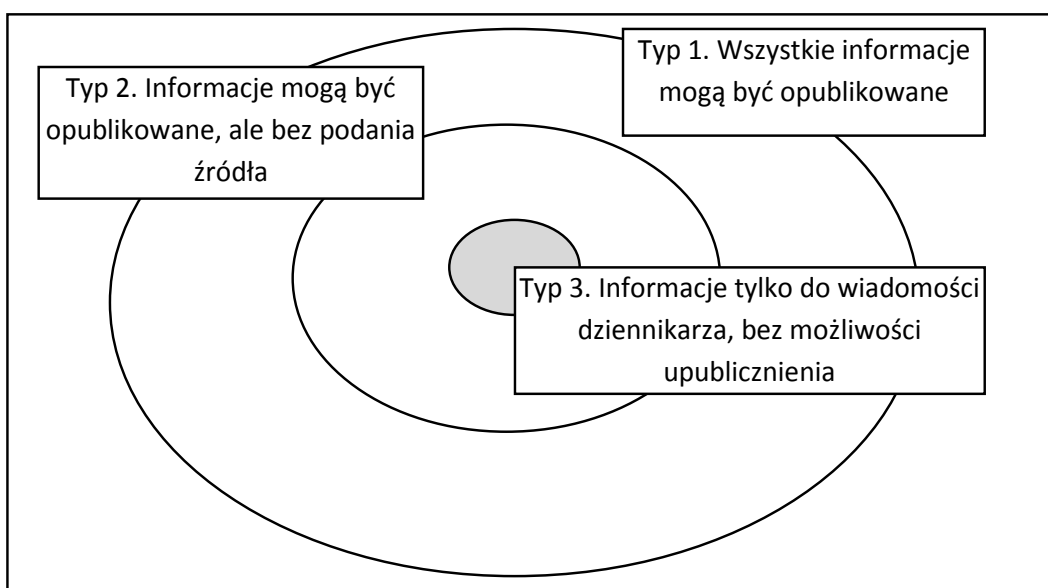 Typ 1. Wszystkie informacje
mogą być opublikowane
Typ 2. Informacje mogą być
opublikowane, ale bez podania
źródła
Typ 3. Informacje tylko do wiadomości
dziennikarza, bez możliwości
upublicznienia